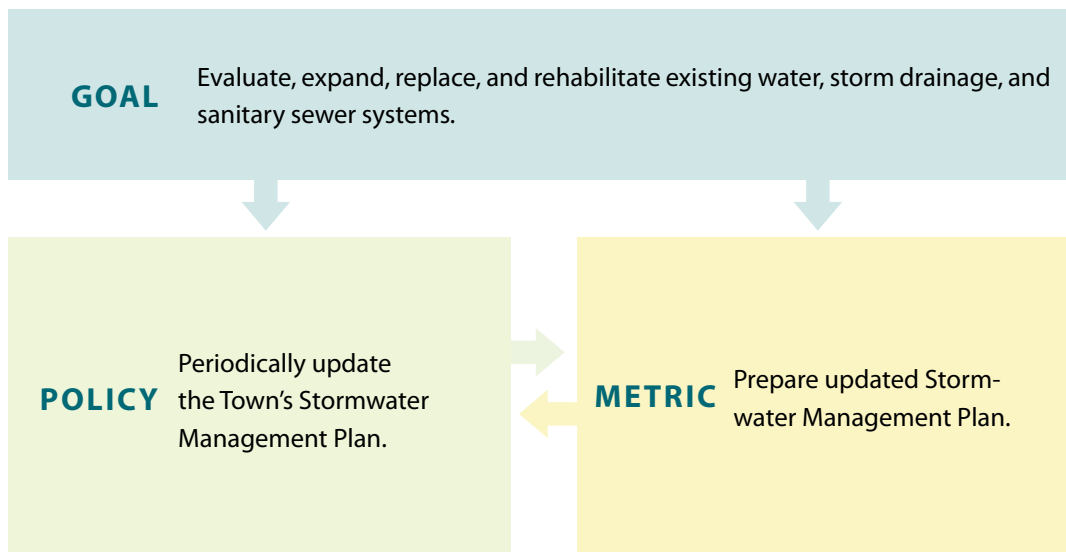 GOAL
Evaluate, expand, replace, and rehabilitate existing water, storm drainage, and
sanitary sewer systems.
POLICY
Periodically update
the Town’s Stormwater
Management Plan.
METRIC
Prepare updated Storm-
water Management Plan.